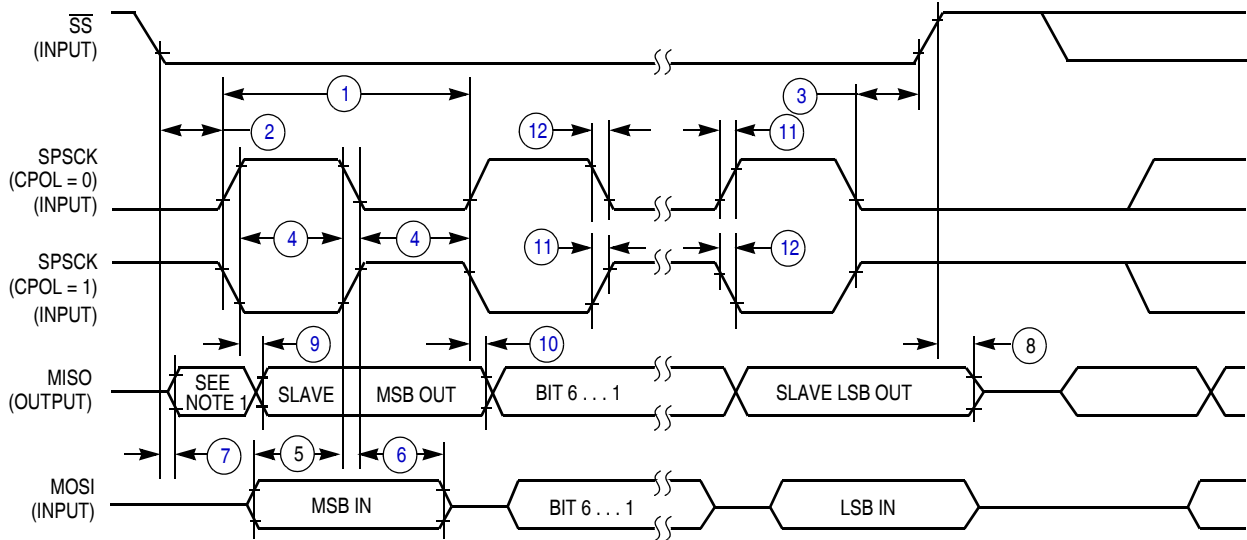 SS
(INPUT)
1
3
2
12
11
SPSCK
(CPOL = 0)
(INPUT)
4
4
11
12
SPSCK
(CPOL = 1)
(INPUT)
9
10
8
MISO
(OUTPUT)
SEE
NOTE 1
SLAVE
MSB OUT
BIT 6 . . . 1
SLAVE LSB OUT
7
5
6
MOSI
(INPUT)
MSB IN
BIT 6 . . . 1
LSB IN